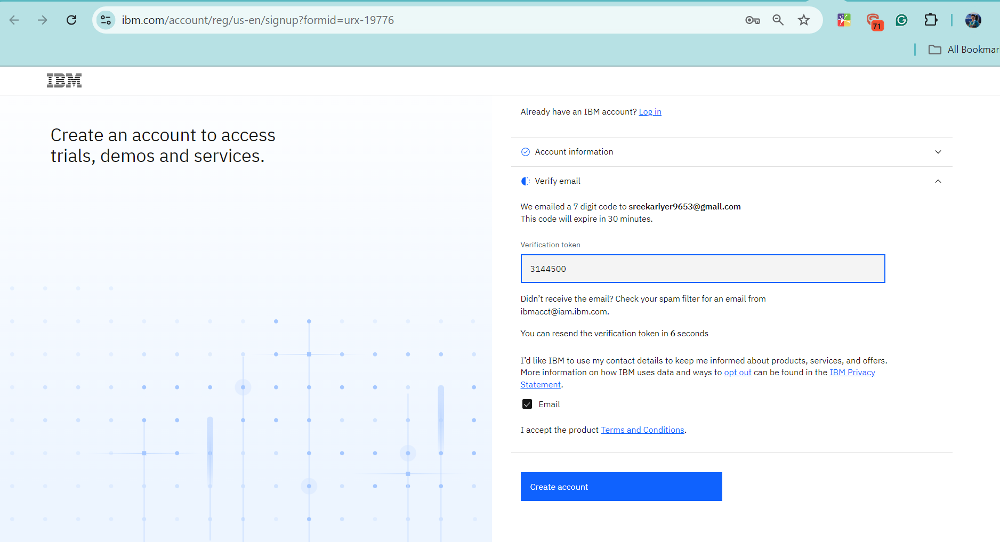 ibm.com/account/reg/us-en/signup?formid=urx-19776
71
All Bookmar
IBM
Create an account to access
trials, demos and services.
Already have an IBM account? Log in
Account information
Verify email
We emailed a 7 digit code to sreekariyer9653@gmail.com
This code will expire in 30 minutes.
Verification token
3144500
Didn’t receive the email? Check your spam filter for an email from
ibmacct@iam.ibm.com.
You can resend the verification token in 6 seconds
I’d like IBM to use my contact details to keep me informed about products, services, and offers.
More information on how IBM uses data and ways to opt out can be found in the IBM Privacy
Statement.
Email
I accept the product Terms and Conditions.
Create account